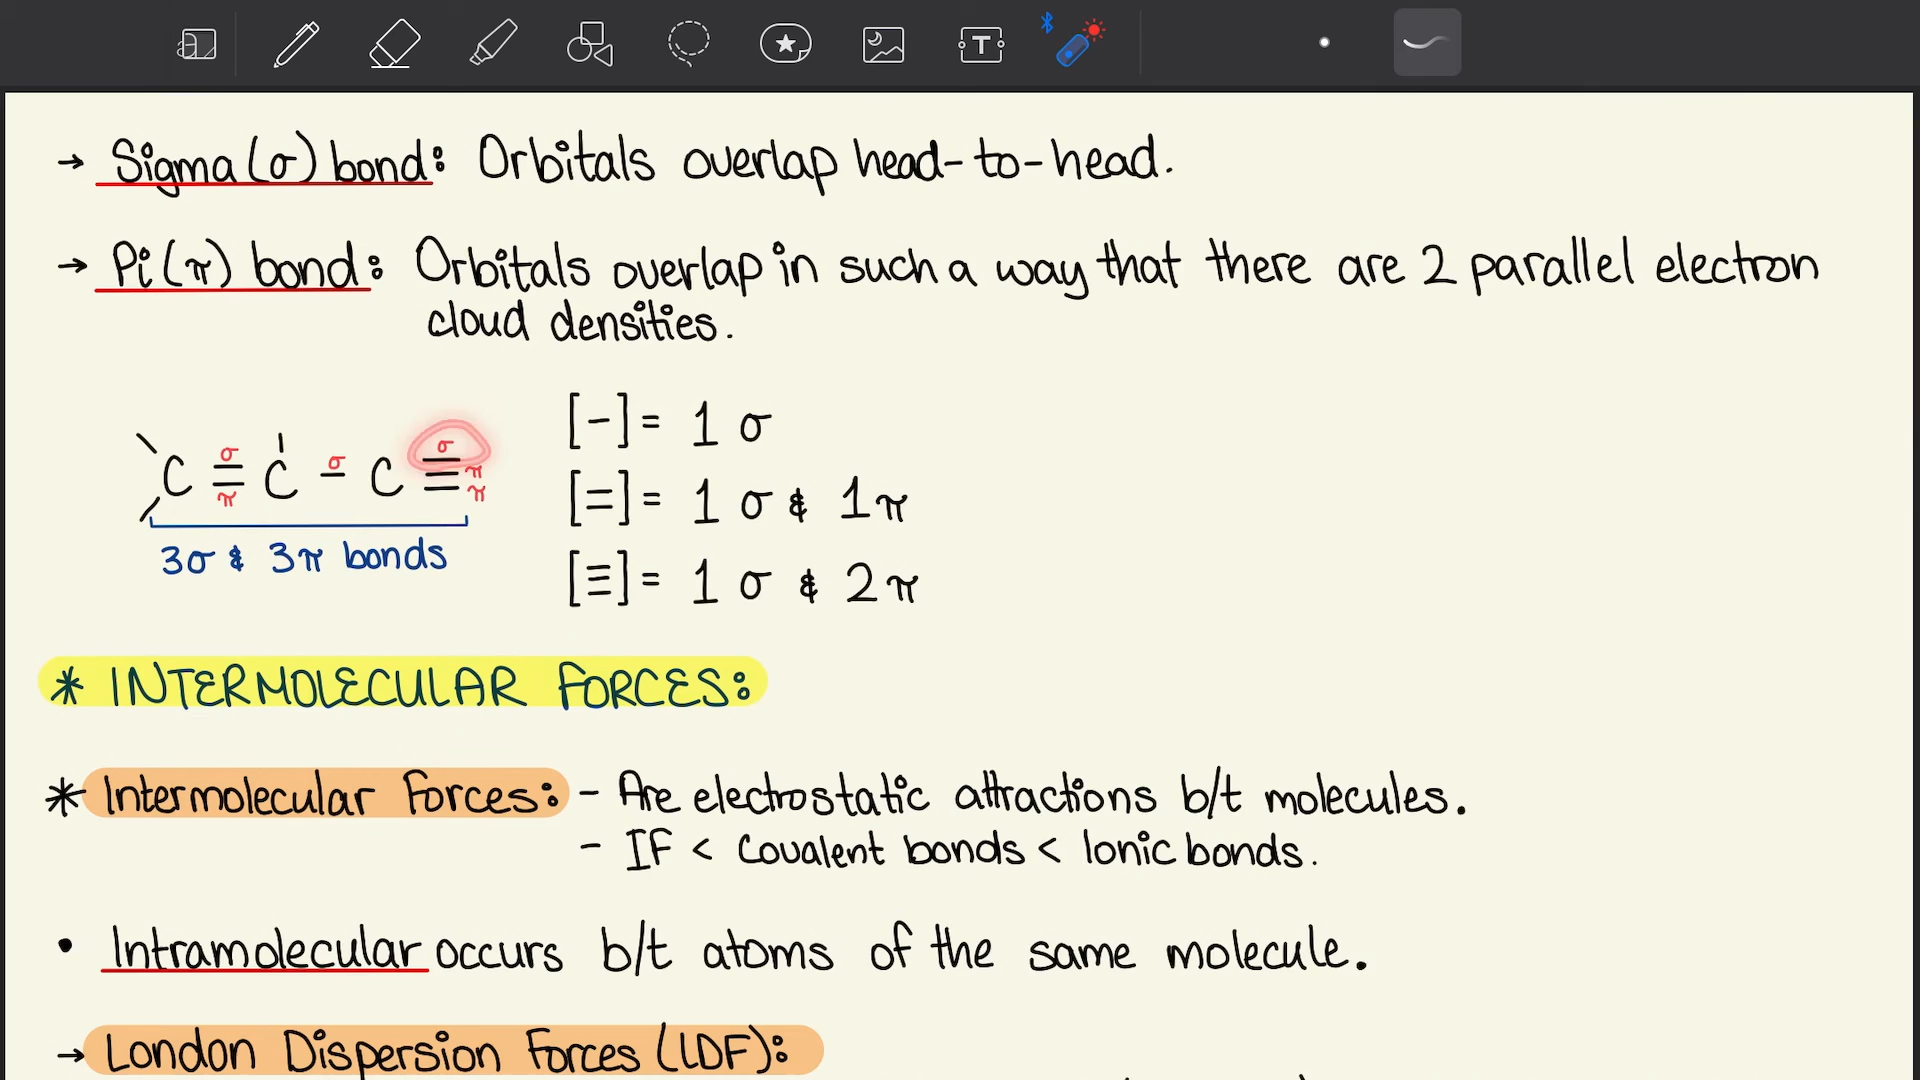 → Sigma (σ) bond: Orbitals overlap head-to-head.
→ Pi (π) bond: Orbitals overlap in such a way that there are 2 parallel electron
cloud densities.
C = C - C ≡
σ σ σ
π π π
3σ & 3π bonds
[-] = 1 σ
[=] = 1 σ & 1π
[≡] = 1 σ & 2π
* INTERMOLECULAR FORCES:
* Intermolecular Forces: - Are electrostatic attractions b/t molecules.
- IF < Covalent bonds < Ionic bonds.
• Intramolecular occurs b/t atoms of the same molecule.
→ London Dispersion Forces (LDF):